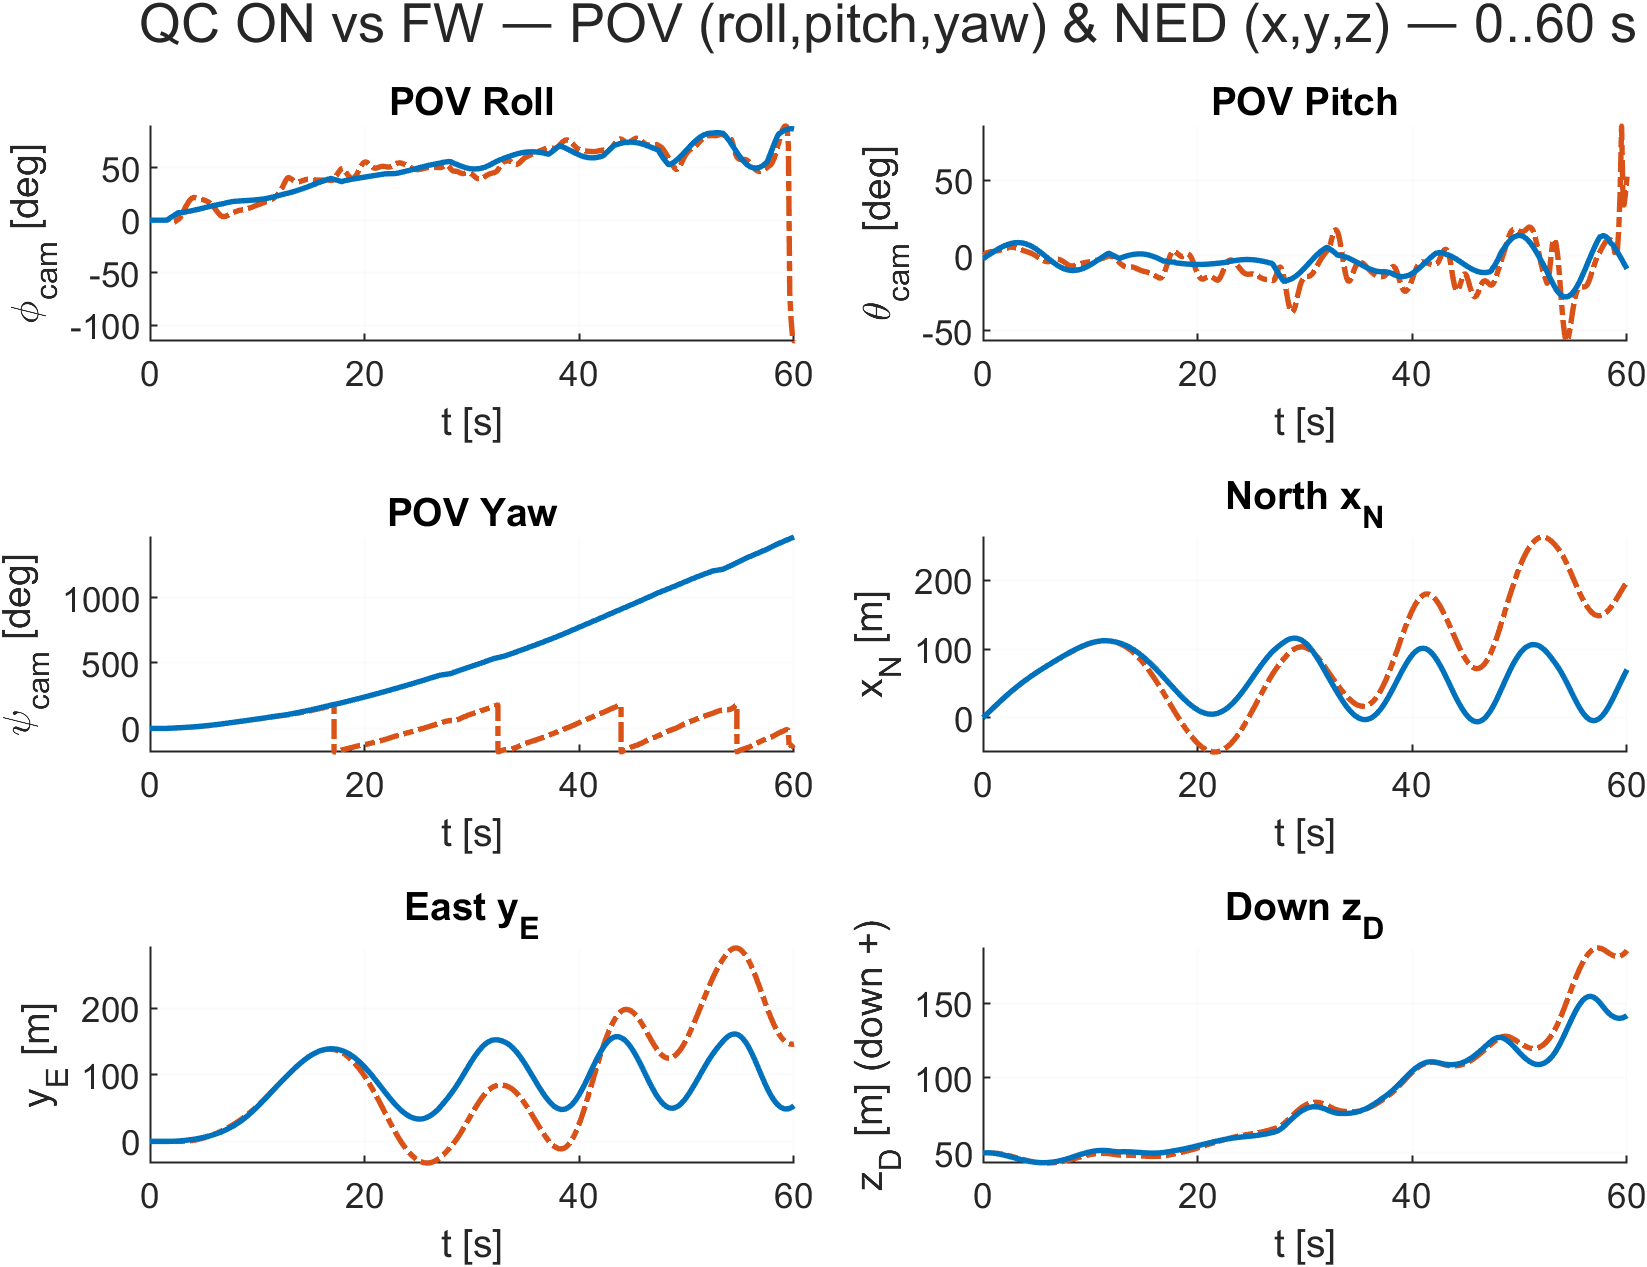 QC ON vs FW — POV (roll,pitch,yaw) & NED (x,y,z) — 0..60 s
POV Roll
ϕcam [deg]
50
0
-50
-100
0 20 40 60
t [s]
POV Pitch
θcam [deg]
50
0
-50
0 20 40 60
t [s]
POV Yaw
ψcam [deg]
1000
500
0
0 20 40 60
t [s]
North xN
xN [m]
200
100
0
0 20 40 60
t [s]
East yE
yE [m]
200
100
0
0 20 40 60
t [s]
Down zD
zD [m] (down +)
150
100
50
0 20 40 60
t [s]